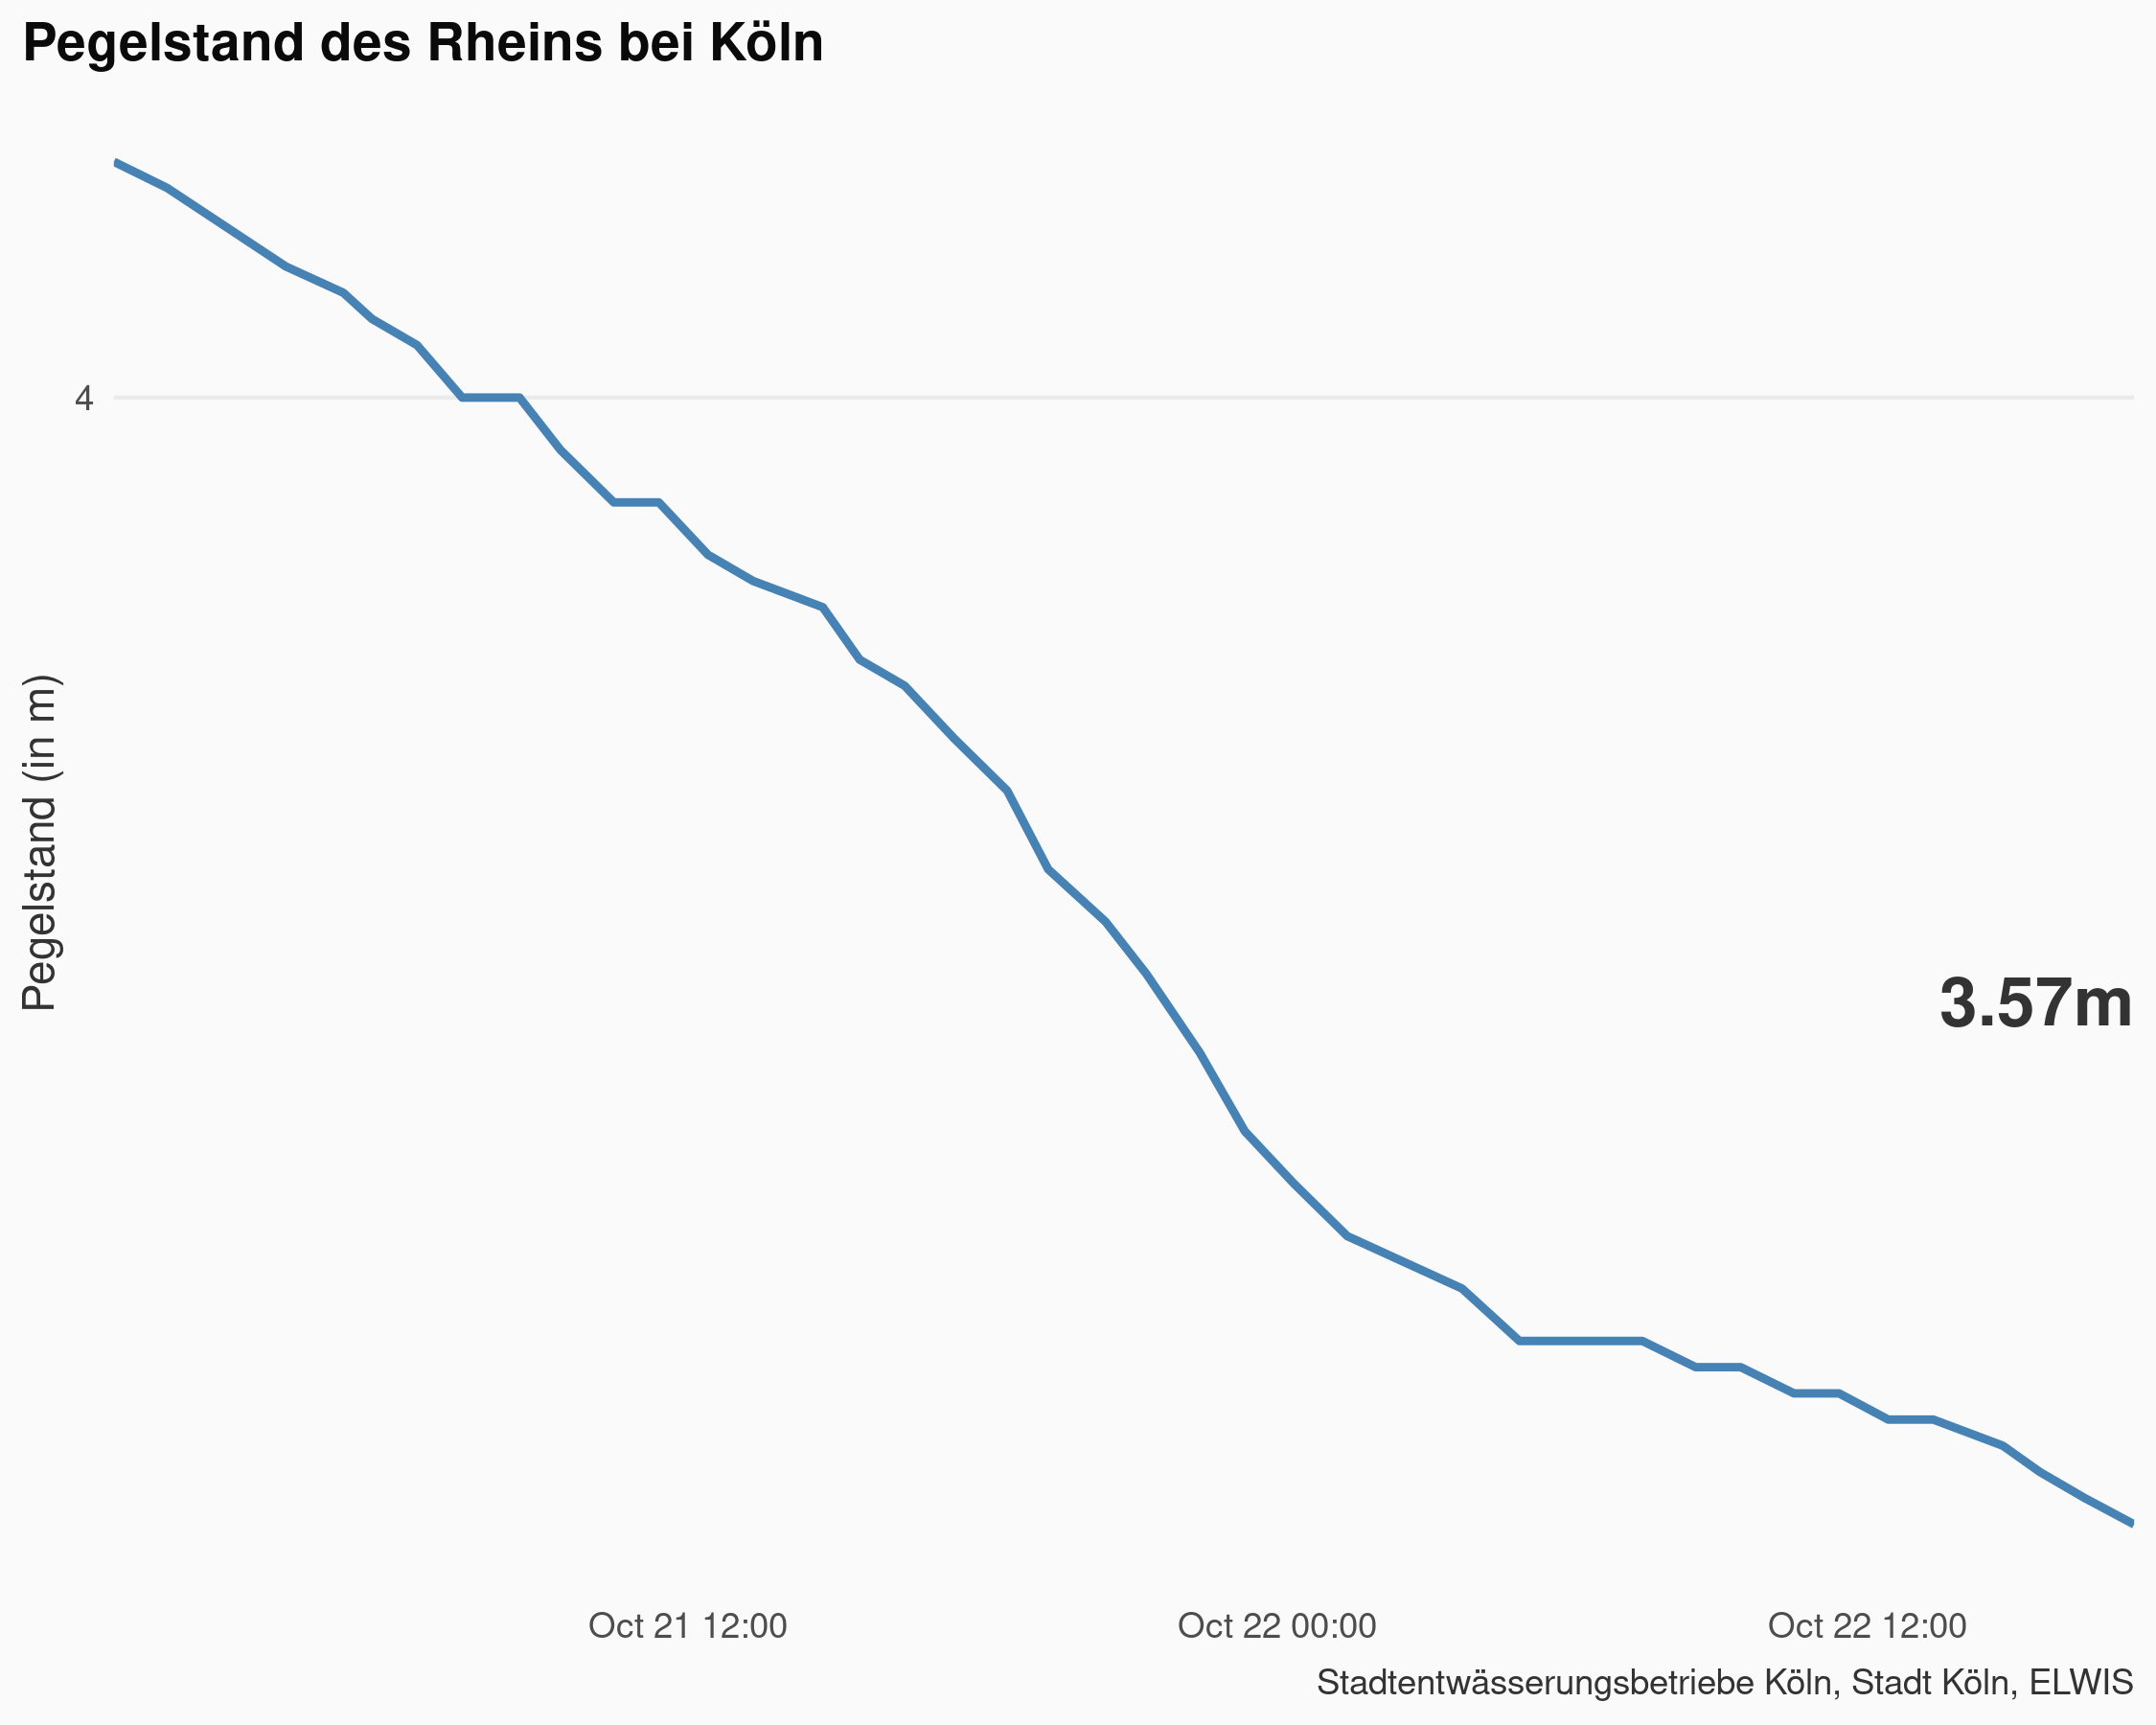 Pegelstand des Rheins bei Köln
4
Pegelstand (in m)
3.57m
Oct 21 12:00
Oct 22 00:00
Oct 22 12:00
Stadtentwässerungsbetriebe Köln, Stadt Köln, ELWIS